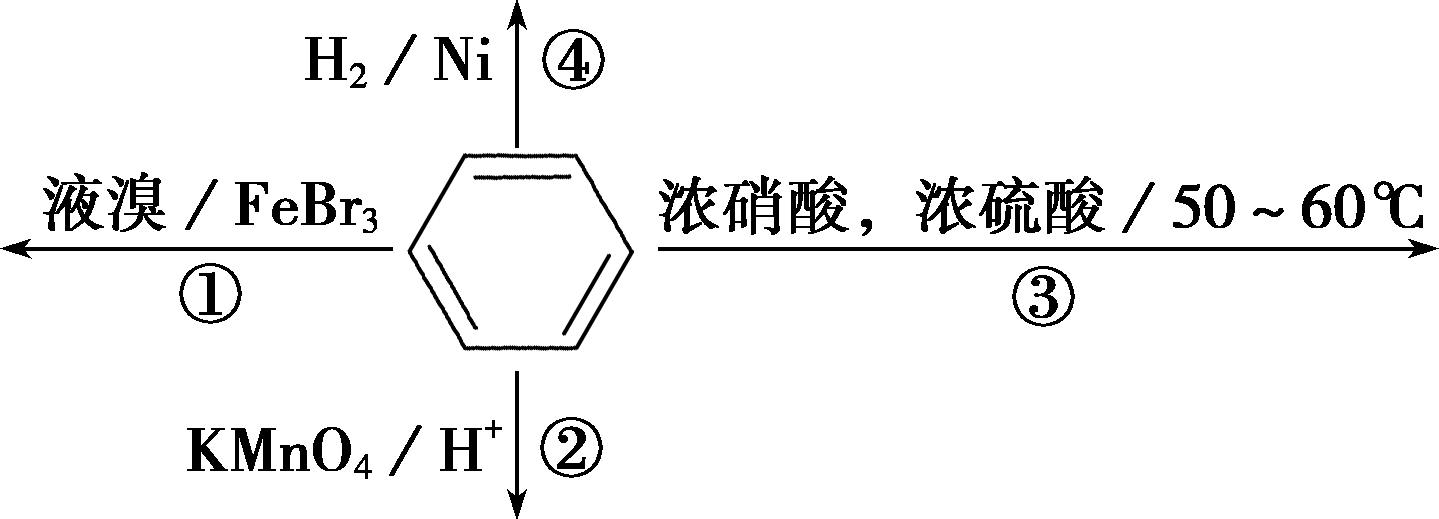 H₂ / Ni ④
液溴 / FeBr₃
①
浓硝酸，浓硫酸 / 50 ~ 60℃
③
KMnO₄ / H⁺ ②